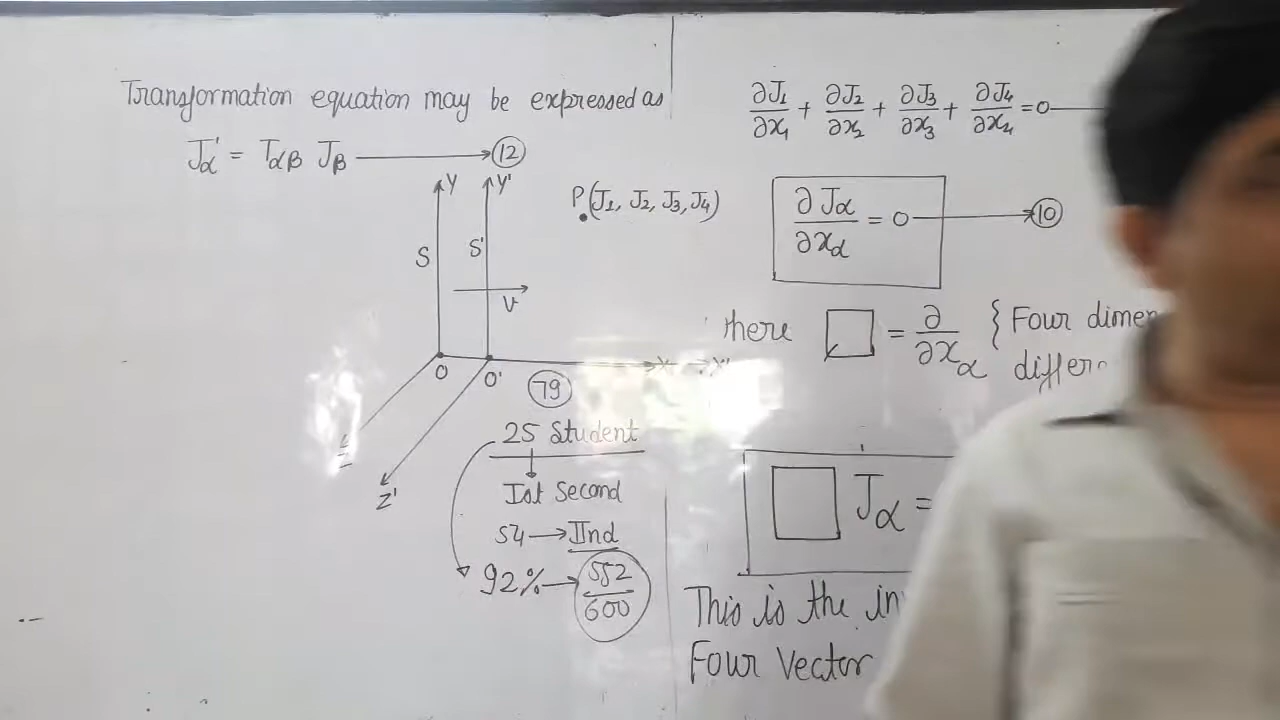 Transformation equation may be expressed as
Jα' = Tαβ Jβ → 12
Y Y'
P(J1, J2, J3, J4)
S S'
V
O O' X X'
Z
Z'
79
25 Student
Ist Second
54 → IInd
92% → 552/600
∂J1/∂x1 + ∂J2/∂x2 + ∂J3/∂x3 + ∂J4/∂x4 = 0
∂Jα/∂xα = 0 → 10
here □ = ∂/∂xα { Four dimen
differ
□ Jα =
This is the in
Four Vector